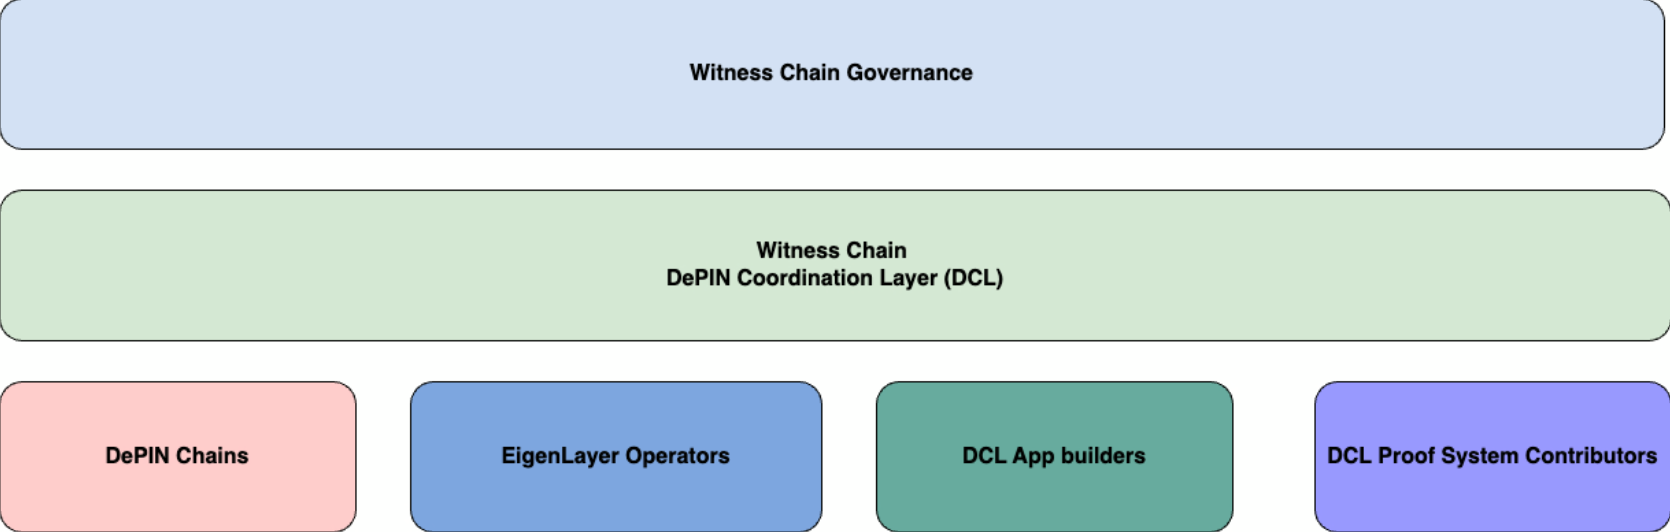 Witness Chain Governance
Witness Chain
DePIN Coordination Layer (DCL)
DePIN Chains
EigenLayer Operators
DCL App builders
DCL Proof System Contributors